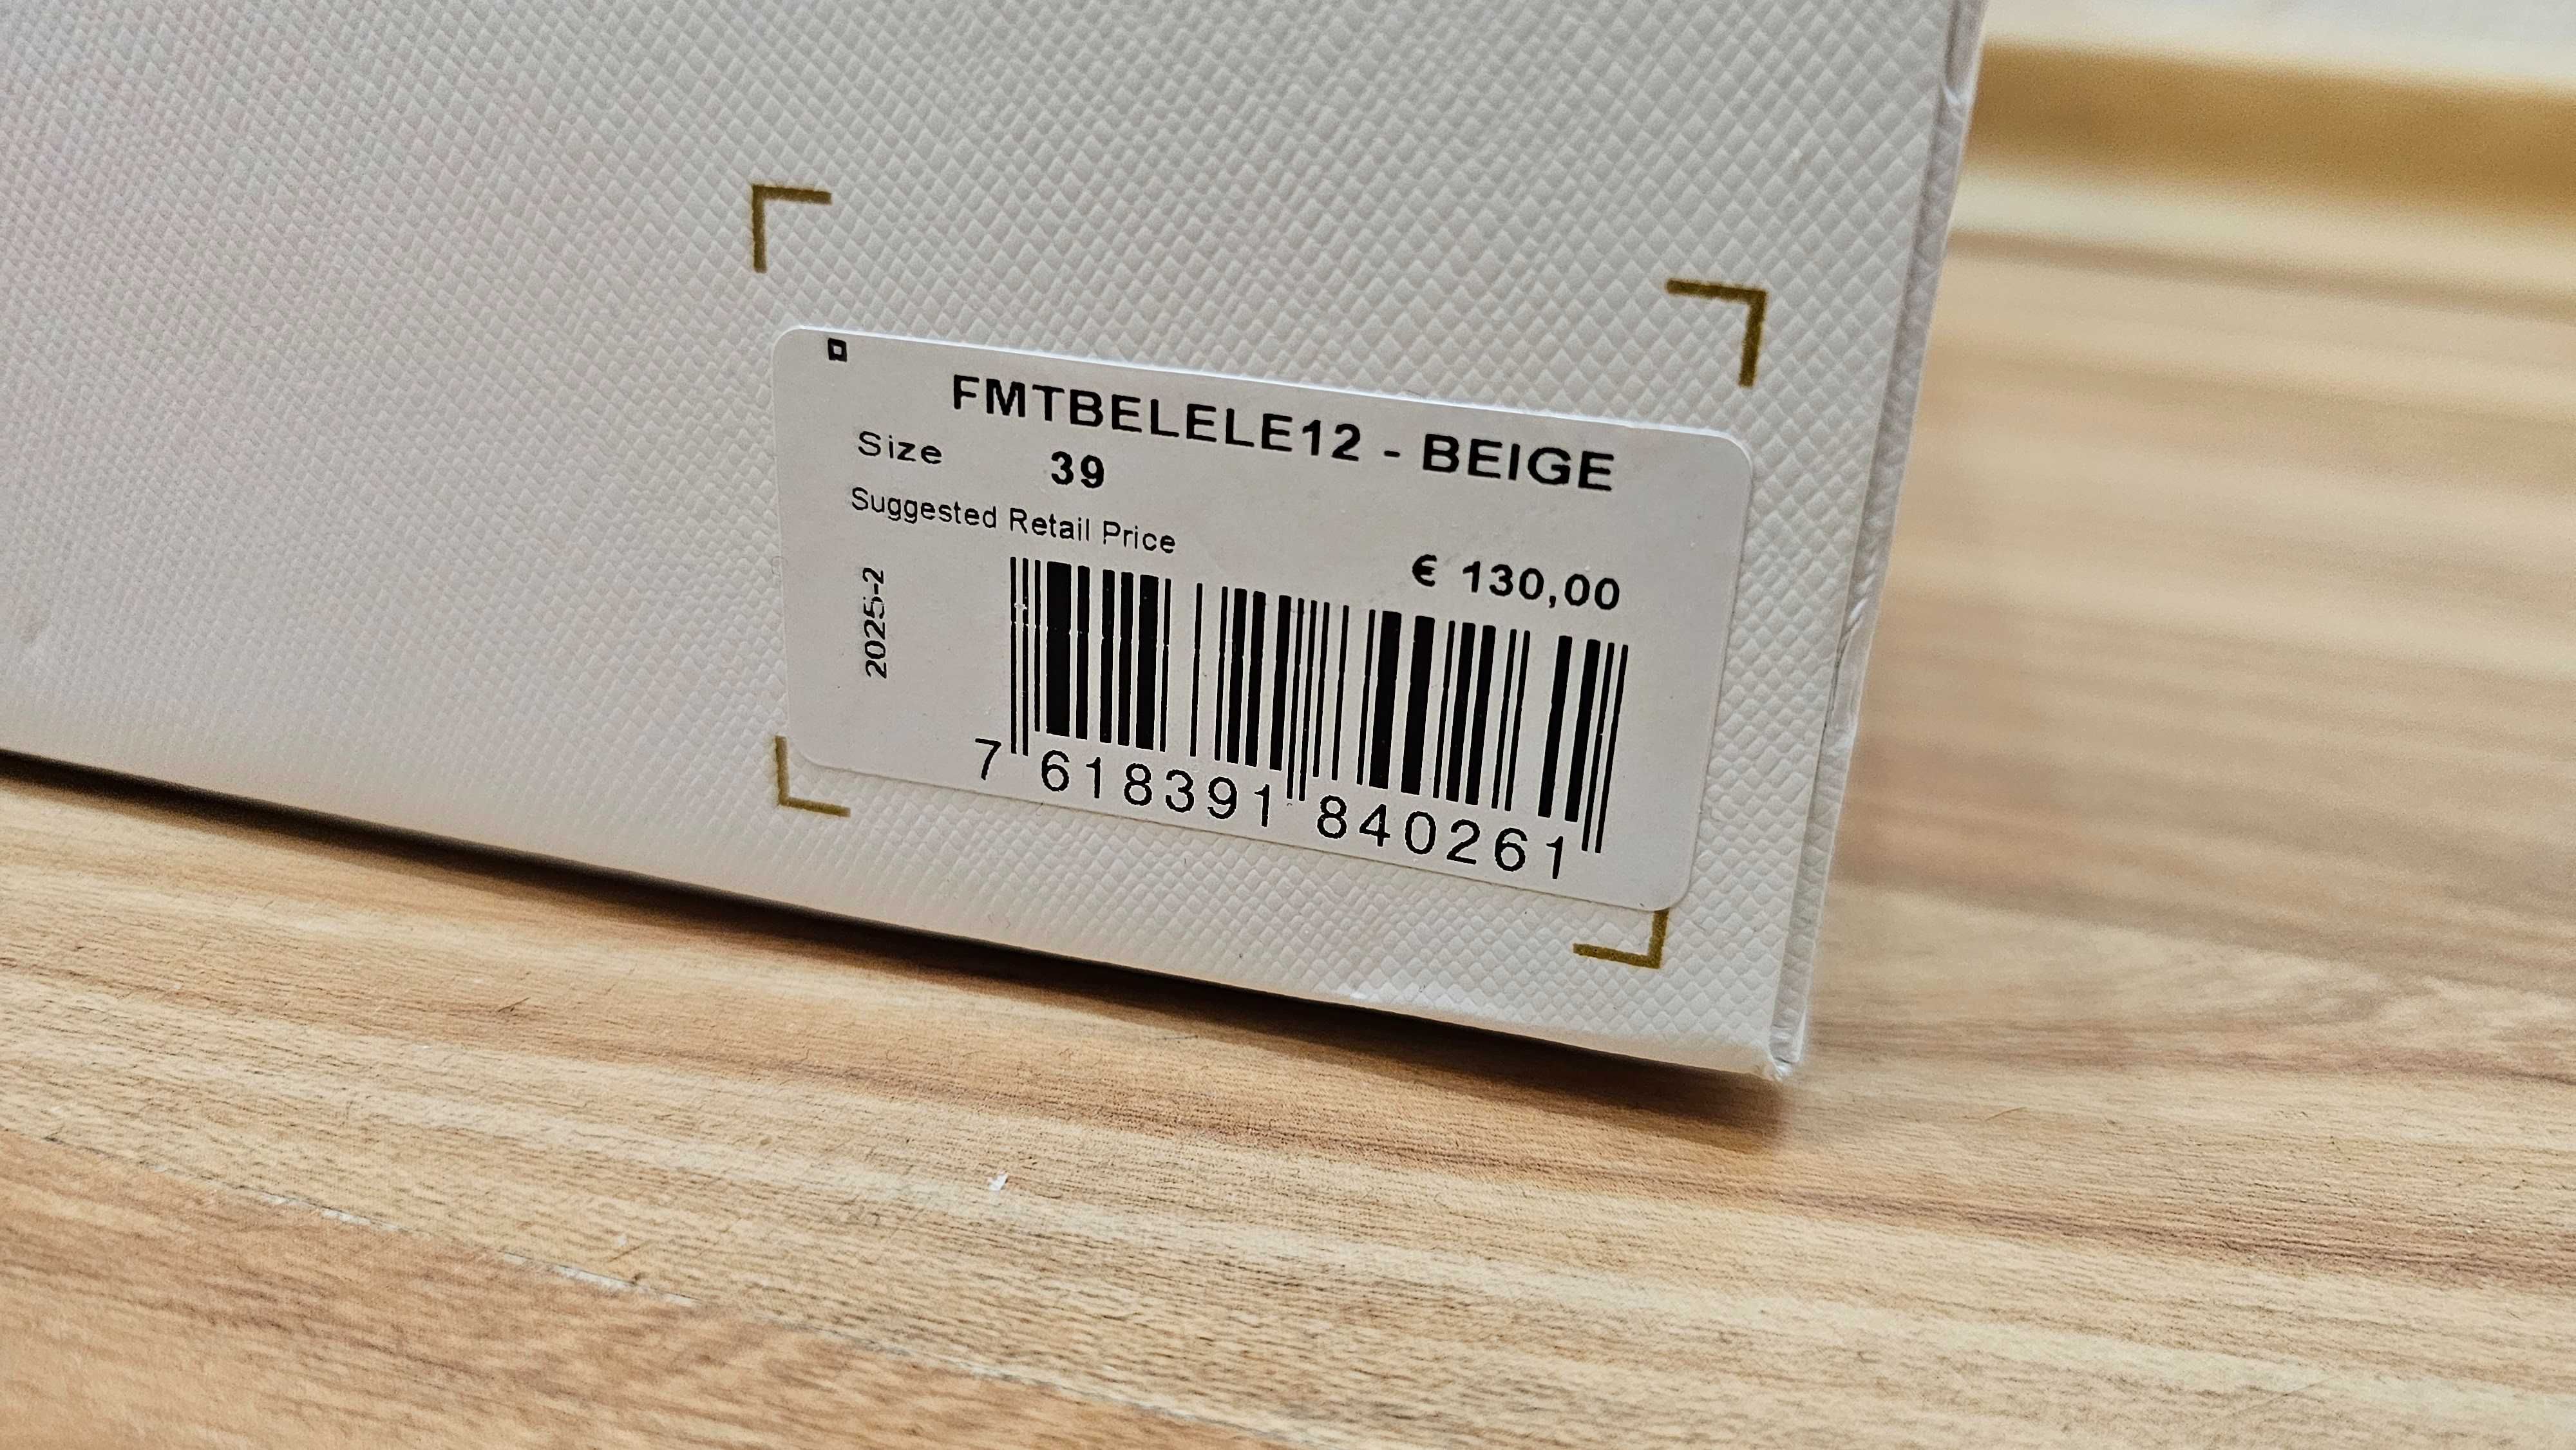 FMTBELELE12 - BEIGE
Size 39
Suggested Retail Price
€ 130,00
2025-2
7 618391 840261